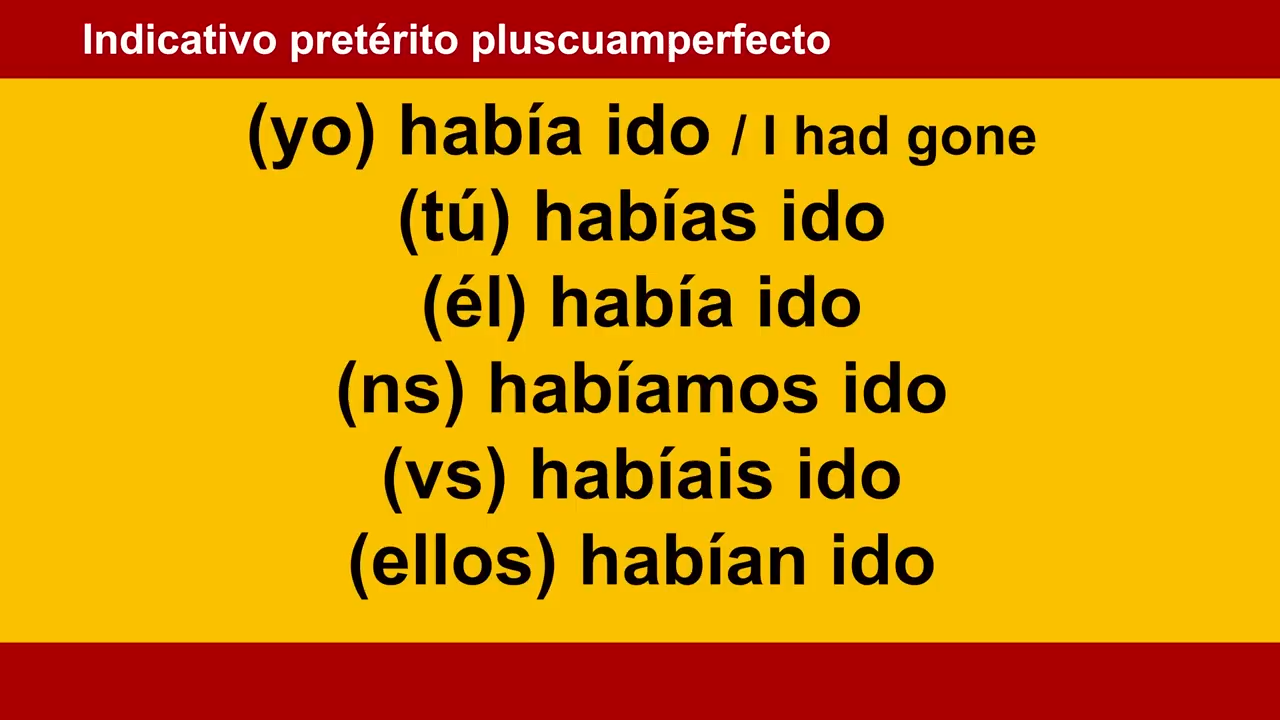 Indicativo pretérito pluscuamperfecto
(yo) había ido / I had gone
(tú) habías ido
(él) había ido
(ns) habíamos ido
(vs) habíais ido
(ellos) habían ido